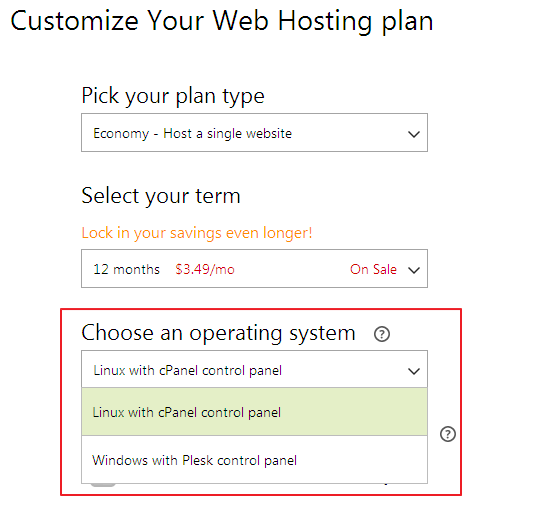 Customize Your Web Hosting plan
Pick your plan type
Economy - Host a single website
Select your term
Lock in your savings even longer!
12 months $3.49/mo On Sale
Choose an operating system ?
Linux with cPanel control panel
Linux with cPanel control panel
?
Windows with Plesk control panel